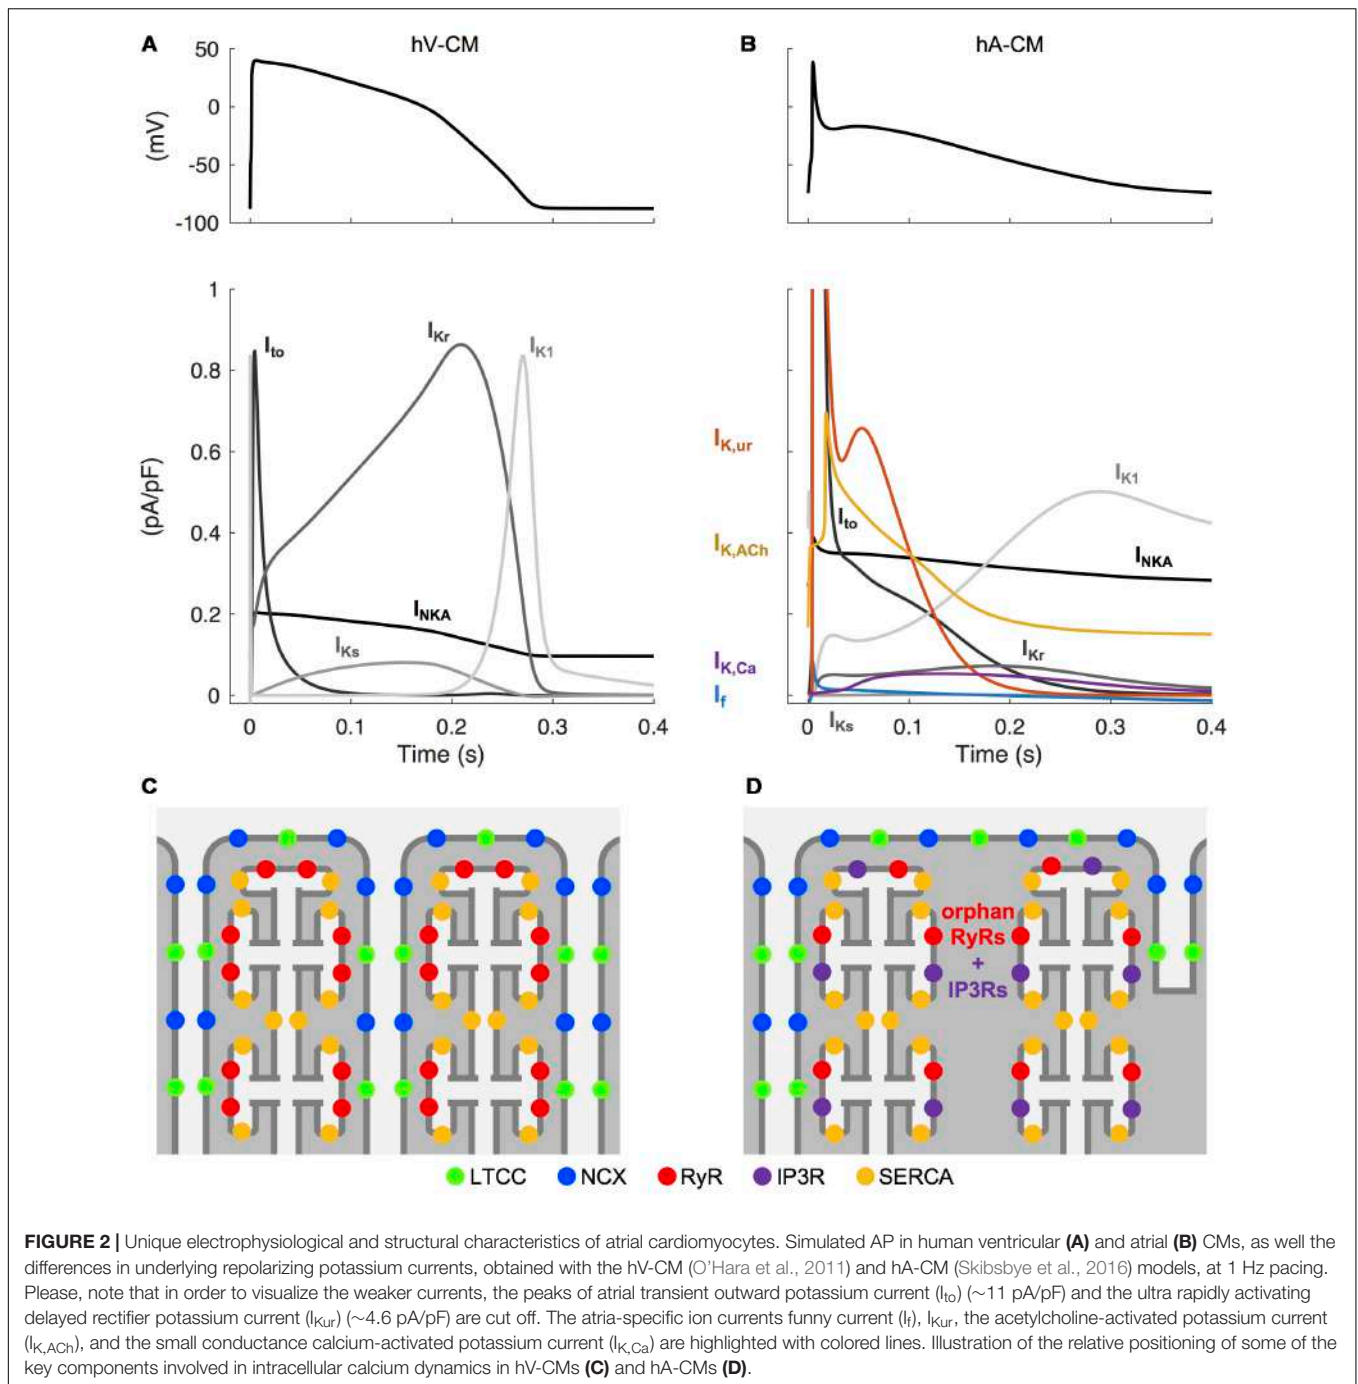 A
hV-CM
B
hA-CM
50
0
-50
-100
(mV)
1
0.8
0.6
0.4
0.2
0
(pA/pF)
Ito
IKr
IK1
INKA
IKs
0
0.1
0.2
0.3
0.4
Time (s)
IK,ur
IK,ACh
IK,Ca
If
Ito
IK1
INKA
IKr
IKs
0
0.1
0.2
0.3
0.4
Time (s)
C
D
orphan
RyRs
+
IP3Rs
LTCC NCX RyR IP3R SERCA
FIGURE 2 | Unique electrophysiological and structural characteristics of atrial cardiomyocytes. Simulated AP in human ventricular (A) and atrial (B) CMs, as well the
differences in underlying repolarizing potassium currents, obtained with the hV-CM (O'Hara et al., 2011) and hA-CM (Skibsbye et al., 2016) models, at 1 Hz pacing.
Please, note that in order to visualize the weaker currents, the peaks of atrial transient outward potassium current (Ito) (∼11 pA/pF) and the ultra rapidly activating
delayed rectifier potassium current (IKur) (∼4.6 pA/pF) are cut off. The atria-specific ion currents funny current (If), IKur, the acetylcholine-activated potassium current
(IK,ACh), and the small conductance calcium-activated potassium current (IK,Ca) are highlighted with colored lines. Illustration of the relative positioning of some of the
key components involved in intracellular calcium dynamics in hV-CMs (C) and hA-CMs (D).